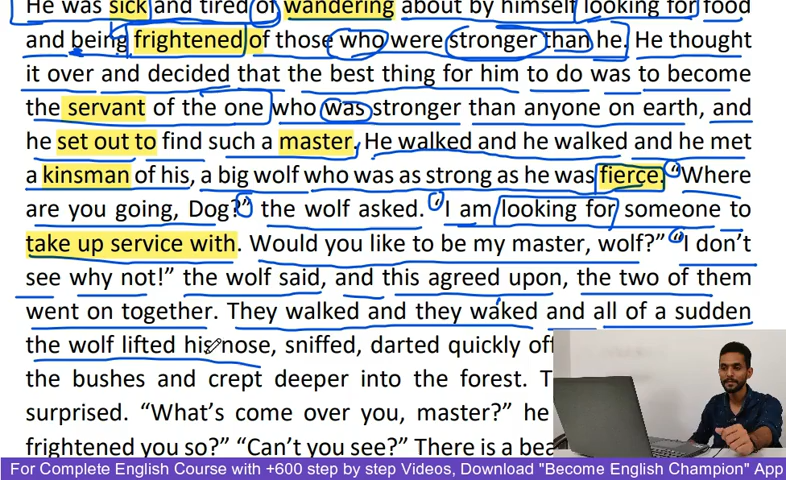 He was sick and tired of wandering about by himself looking for food
and being frightened of those who were stronger than he. He thought
it over and decided that the best thing for him to do was to become
the servant of the one who was stronger than anyone on earth, and
he set out to find such a master. He walked and he walked and he met
a kinsman of his, a big wolf who was as strong as he was fierce. "Where
are you going, Dog?" the wolf asked. "I am looking for someone to
take up service with. Would you like to be my master, wolf?" "I don't
see why not!" the wolf said, and this agreed upon, the two of them
went on together. They walked and they waked and all of a sudden
the wolf lifted his nose, sniffed, darted quickly off
the bushes and crept deeper into the forest. T
surprised. “What’s come over you, master?” he
frightened you so?” “Can’t you see?” There is a bea
For Complete English Course with +600 step by step Videos, Download "Become English Champion" App